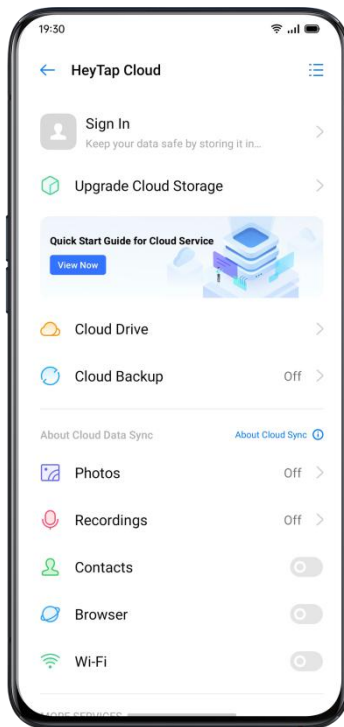 19:30
HeyTap Cloud
Sign In
Keep your data safe by storing it in...
Upgrade Cloud Storage
Quick Start Guide for Cloud Service
View Now
Cloud Drive
Cloud Backup Off
About Cloud Data Sync About Cloud Sync
Photos Off
Recordings Off
Contacts
Browser
Wi-Fi
MORE SERVICES